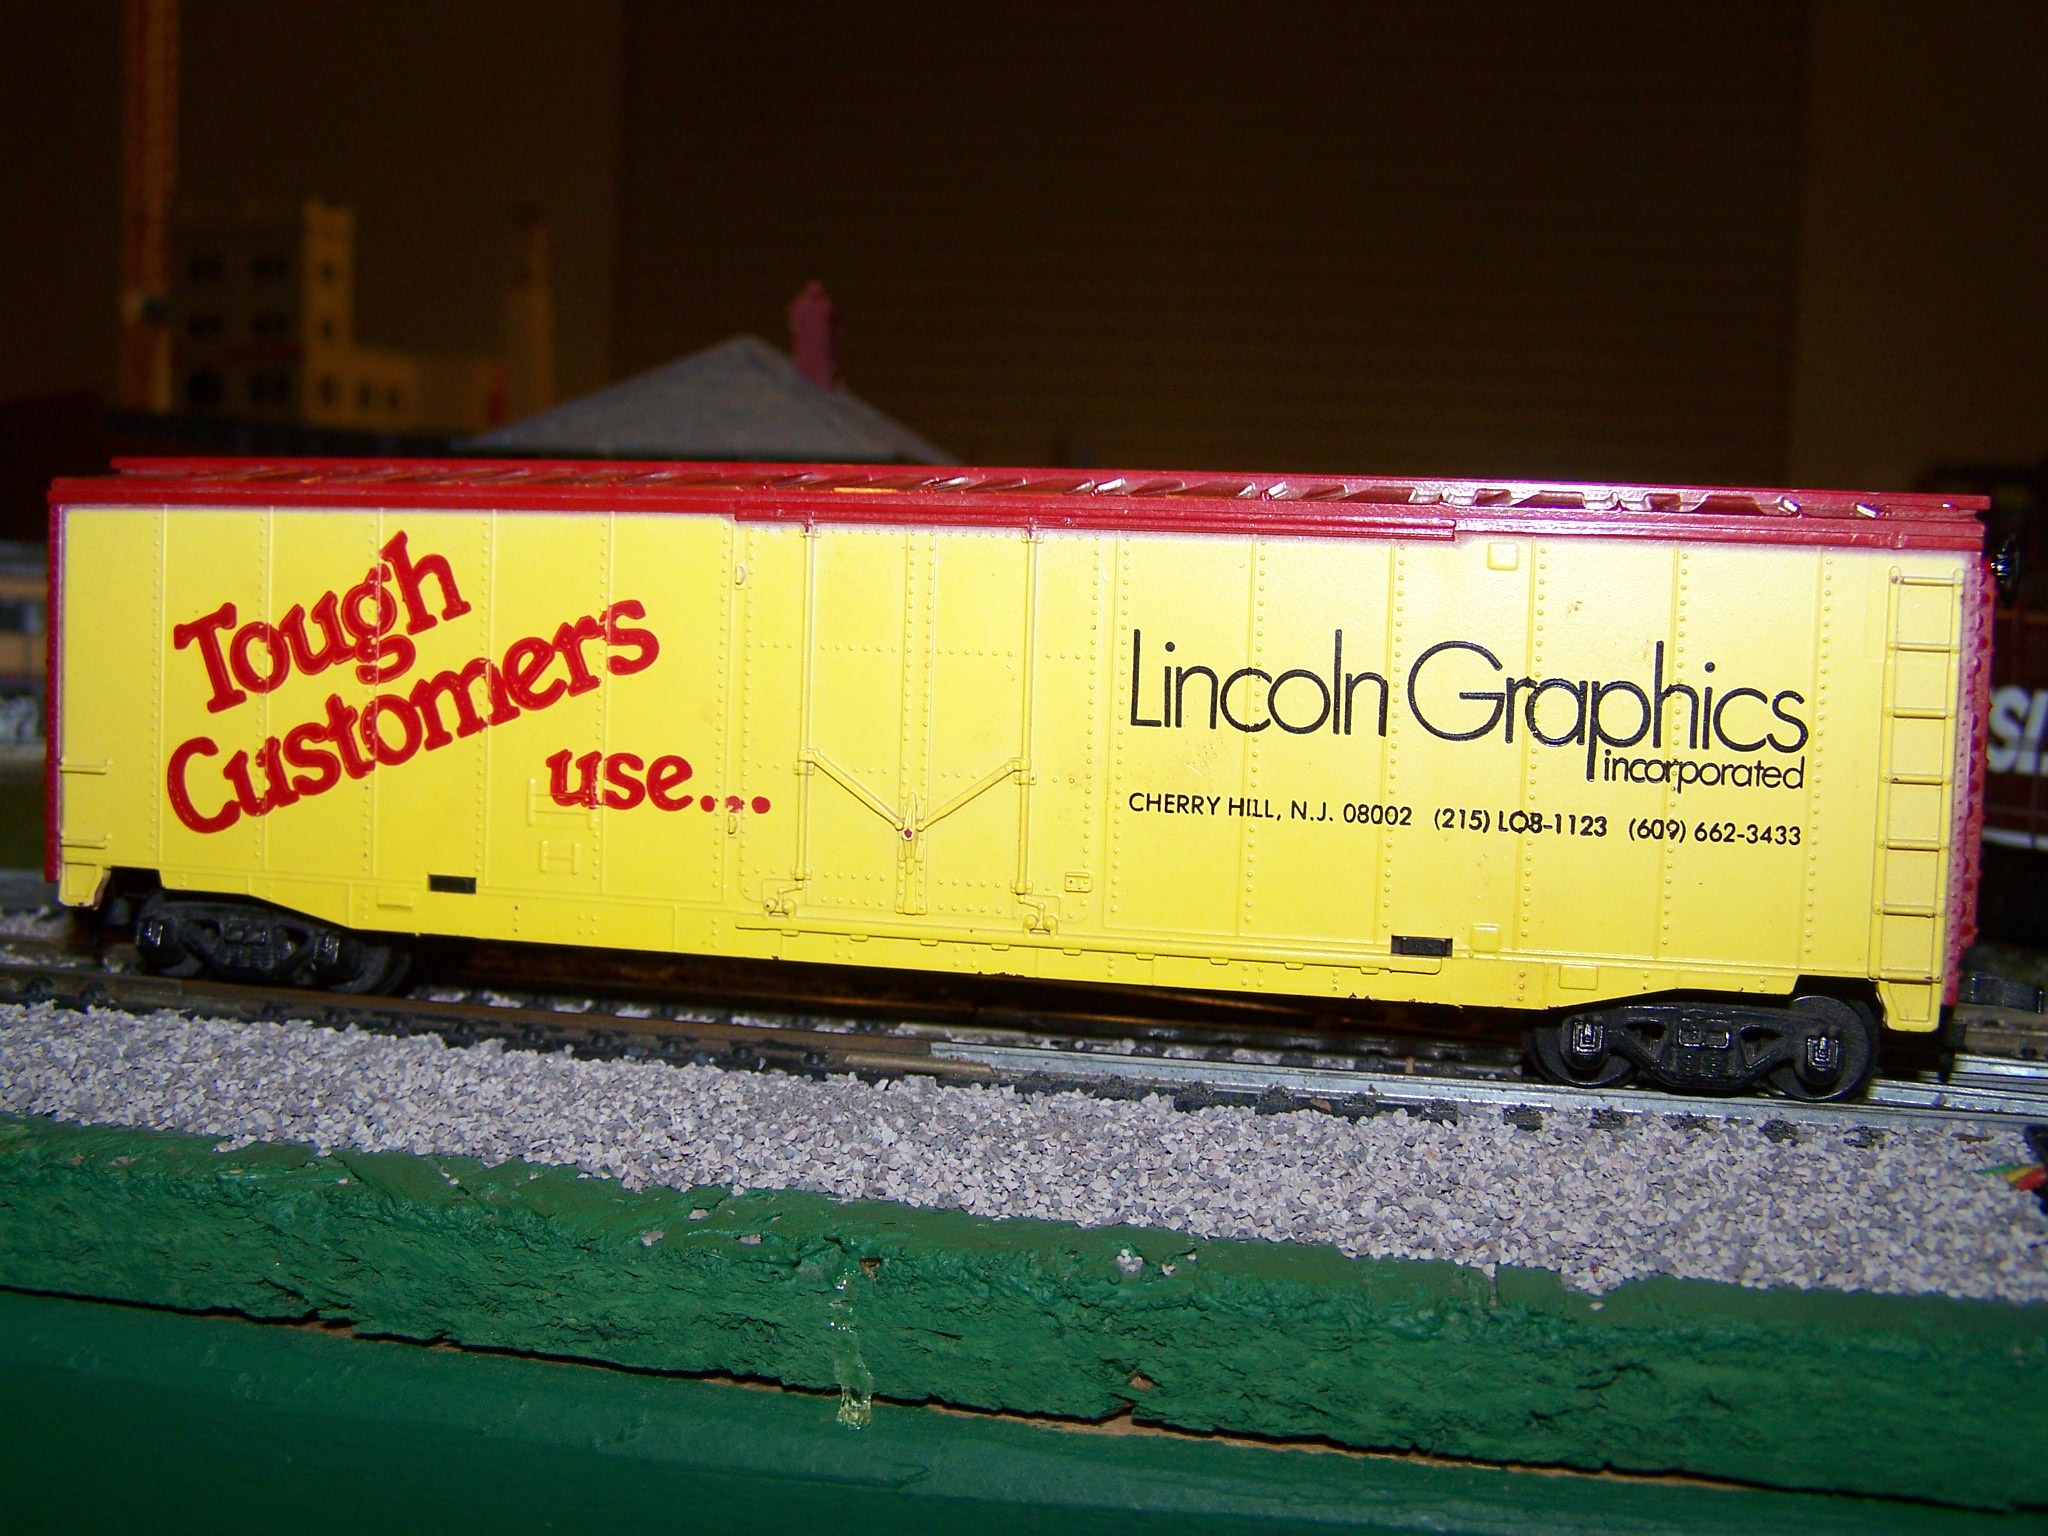 Tough
Customers
use...
Lincoln Graphics
incorporated
CHERRY HILL, N.J. 08002 (215) LO8-1123 (609) 662-3433